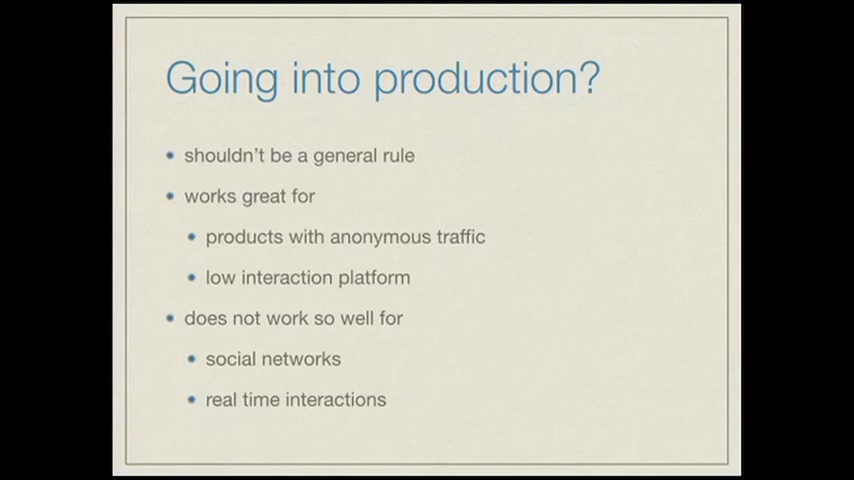 Going into production?
shouldn't be a general rule
works great for
products with anonymous traffic
low interaction platform
does not work so well for
social networks
real time interactions